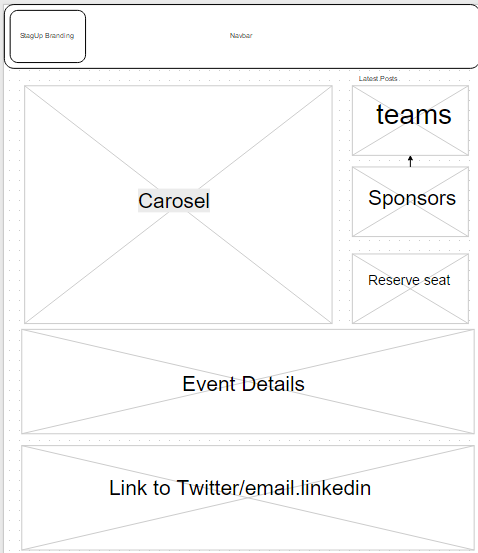 StagUp Branding
Navbar
Latest Posts
teams
Carosel
Sponsors
Reserve seat
Event Details
Link to Twitter/email.linkedin